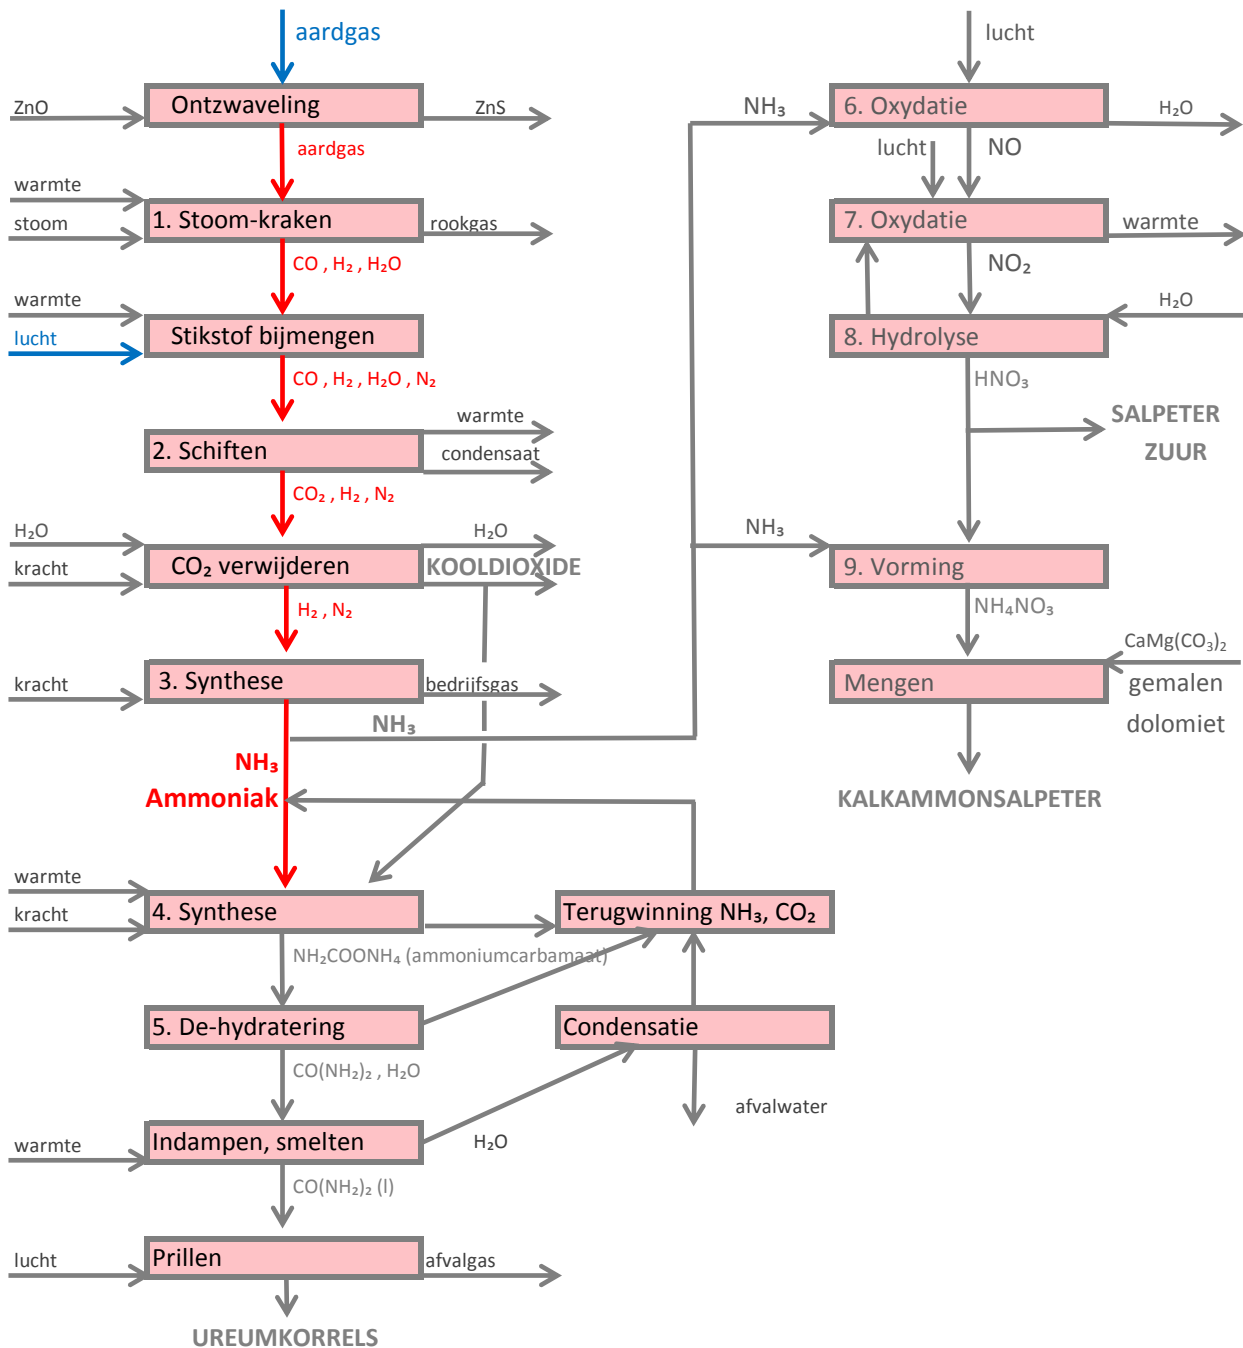 aardgas
ZnO
Ontzwaveling
ZnS
aardgas
warmte
stoom
1. Stoom-kraken
rookgas
CO , H₂ , H₂O
warmte
lucht
Stikstof bijmengen
CO , H₂ , H₂O , N₂
2. Schiften
warmte
condensaat
CO₂ , H₂ , N₂
H₂O
kracht
CO₂ verwijderen
H₂O
KOOLDIOXIDE
H₂ , N₂
kracht
3. Synthese
bedrijfsgas
NH₃
NH₃
Ammoniak
warmte
kracht
4. Synthese
Terugwinning NH₃, CO₂
NH₂COONH₄ (ammoniumcarbamaat)
5. De-hydratering
Condensatie
CO(NH₂)₂ , H₂O
afvalwater
warmte
Indampen, smelten
H₂O
CO(NH₂)₂ (l)
lucht
Prillen
afvalgas
UREUMKORRELS
lucht
NH₃
6. Oxydatie
H₂O
lucht
NO
7. Oxydatie
warmte
NO₂
H₂O
8. Hydrolyse
HNO₃
SALPETER
ZUUR
NH₃
9. Vorming
NH₄NO₃
CaMg(CO₃)₂
Mengen
gemalen
dolomiet
KALKAMMONSALPETER